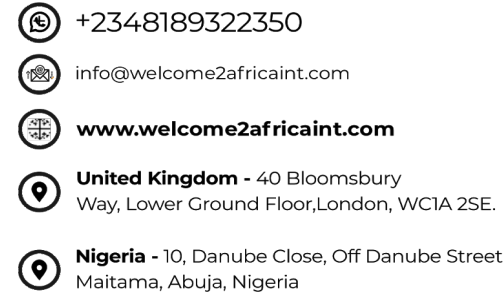 +2348189322350
info@welcome2africaint.com
www.welcome2africaint.com
United Kingdom - 40 Bloomsbury
Way, Lower Ground Floor,London, WC1A 2SE.
Nigeria - 10, Danube Close, Off Danube Street
Maitama, Abuja, Nigeria